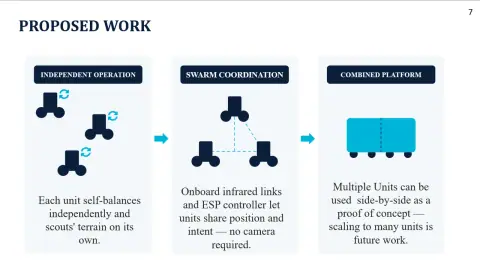 7
PROPOSED WORK
INDEPENDENT OPERATION
Each unit self-balances
independently and
scouts' terrain on its
own.
SWARM COORDINATION
Onboard infrared links
and ESP controller let
units share position and
intent — no camera
required.
COMBINED PLATFORM
Multiple Units can be
used side-by-side as a
proof of concept —
scaling to many units is
future work.